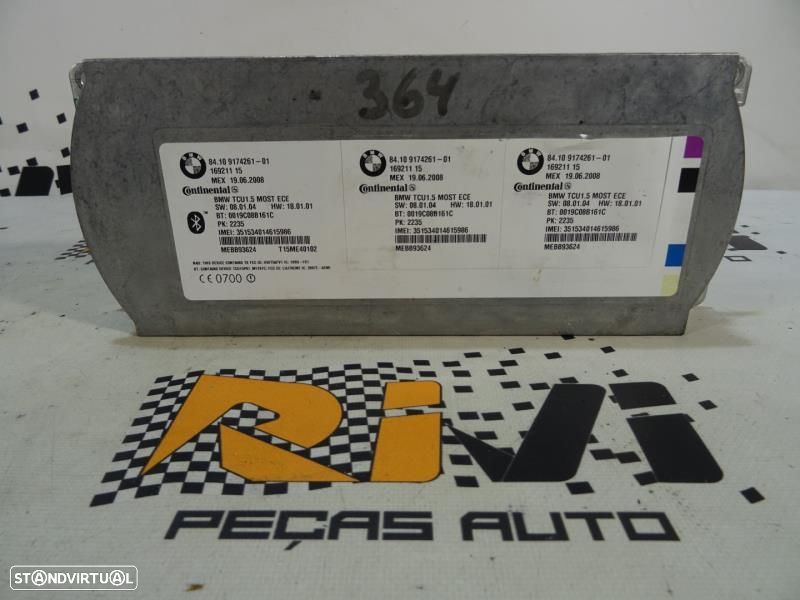 364
84.10 9174261-01
169211 15
MEX 19.06.2008
Continental
BMW TCU1.5 MOST ECE
SW: 08.01.04 HW: 18.01.01
BT: 0019C08B161C
PK: 2235
IMEI: 351534014615986
MEBB93624 T15ME40102
CE0700
84.10 9174261-01
169211 15
MEX 19.06.2008
Continental
BMW TCU1.5 MOST ECE
SW: 08.01.04 HW: 18.01.01
BT: 0019C08B161C
PK: 2235
IMEI: 351534014615986
MEBB93624
84.10 9174261-01
169211 15
MEX 19.06.2008
Continental
BMW TCU1.5 MOST ECE
SW: 08.01.04 HW: 18.01.01
BT: 0019C08B161C
PK: 2235
IMEI: 351534014615986
MEBB93624
RiVi
PEÇAS AUTO
STANDVIRTUAL